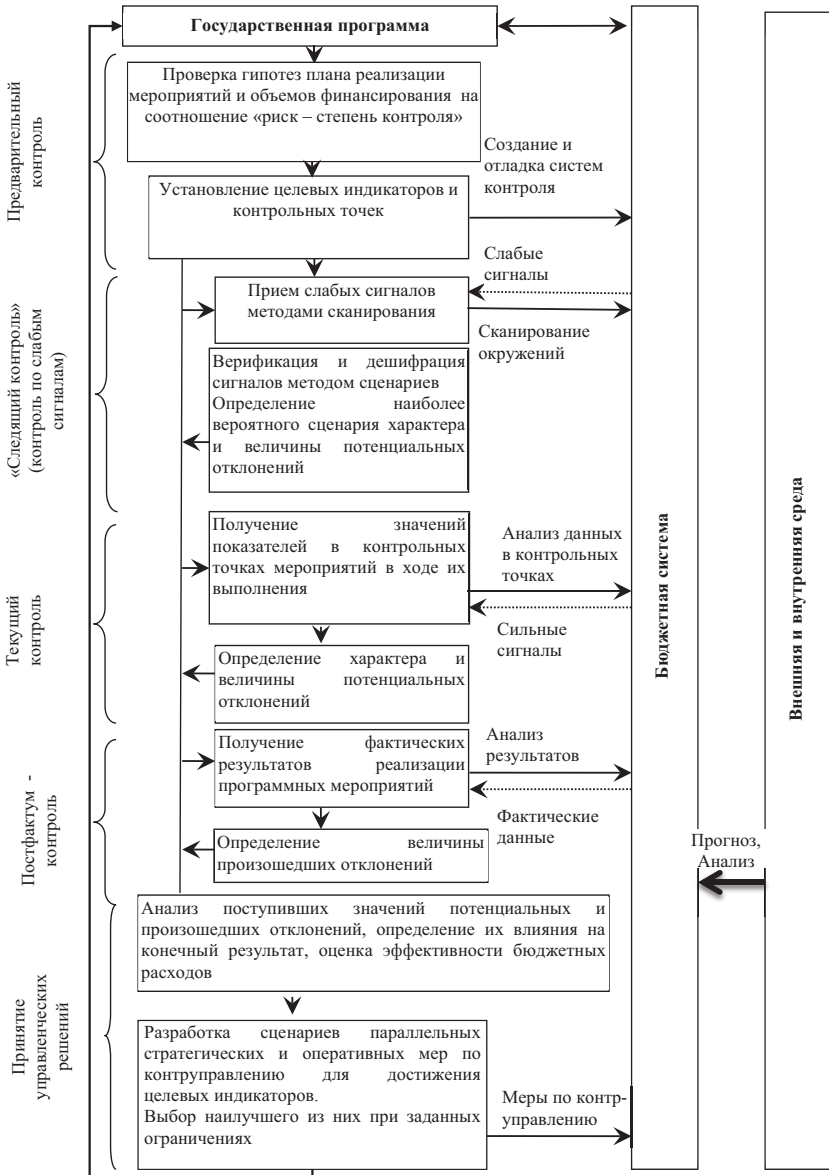 Государственная программа
Предварительный
контроль
Проверка гипотез плана реализации
мероприятий и объемов финансирования на
соотношение «риск – степень контроля»
Создание и
отладка систем
контроля
Установление целевых индикаторов и
контрольных точек
«Следящий контроль»
(контроль по слабым
сигналам)
Слабые
сигналы
Прием слабых сигналов
методами сканирования
Сканирование
окружений
Верификация и дешифрация
сигналов методом сценариев
Определение наиболее
вероятного сценария характера
и величины потенциальных
отклонений
Текущий
контроль
Получение значений
показателей в контрольных
точках мероприятий в ходе их
выполнения
Анализ данных
в контрольных
точках
Сильные
сигналы
Определение характера и
величины потенциальных
отклонений
Постфактум -
контроль
Получение фактических
результатов реализации
программных мероприятий
Анализ
результатов
Фактические
данные
Определение величины
произошедших отклонений
Принятие
управленческих
решений
Анализ поступивших значений потенциальных и
произошедших отклонений, определение их влияния на
конечный результат, оценка эффективности бюджетных
расходов
Разработка сценариев параллельных
стратегических и оперативных мер по
контруправлению для достижения
целевых индикаторов.
Выбор наилучшего из них при заданных
ограничениях
Меры по контр-
управлению
Бюджетная система
Прогноз,
Анализ
Внешняя и внутренняя среда